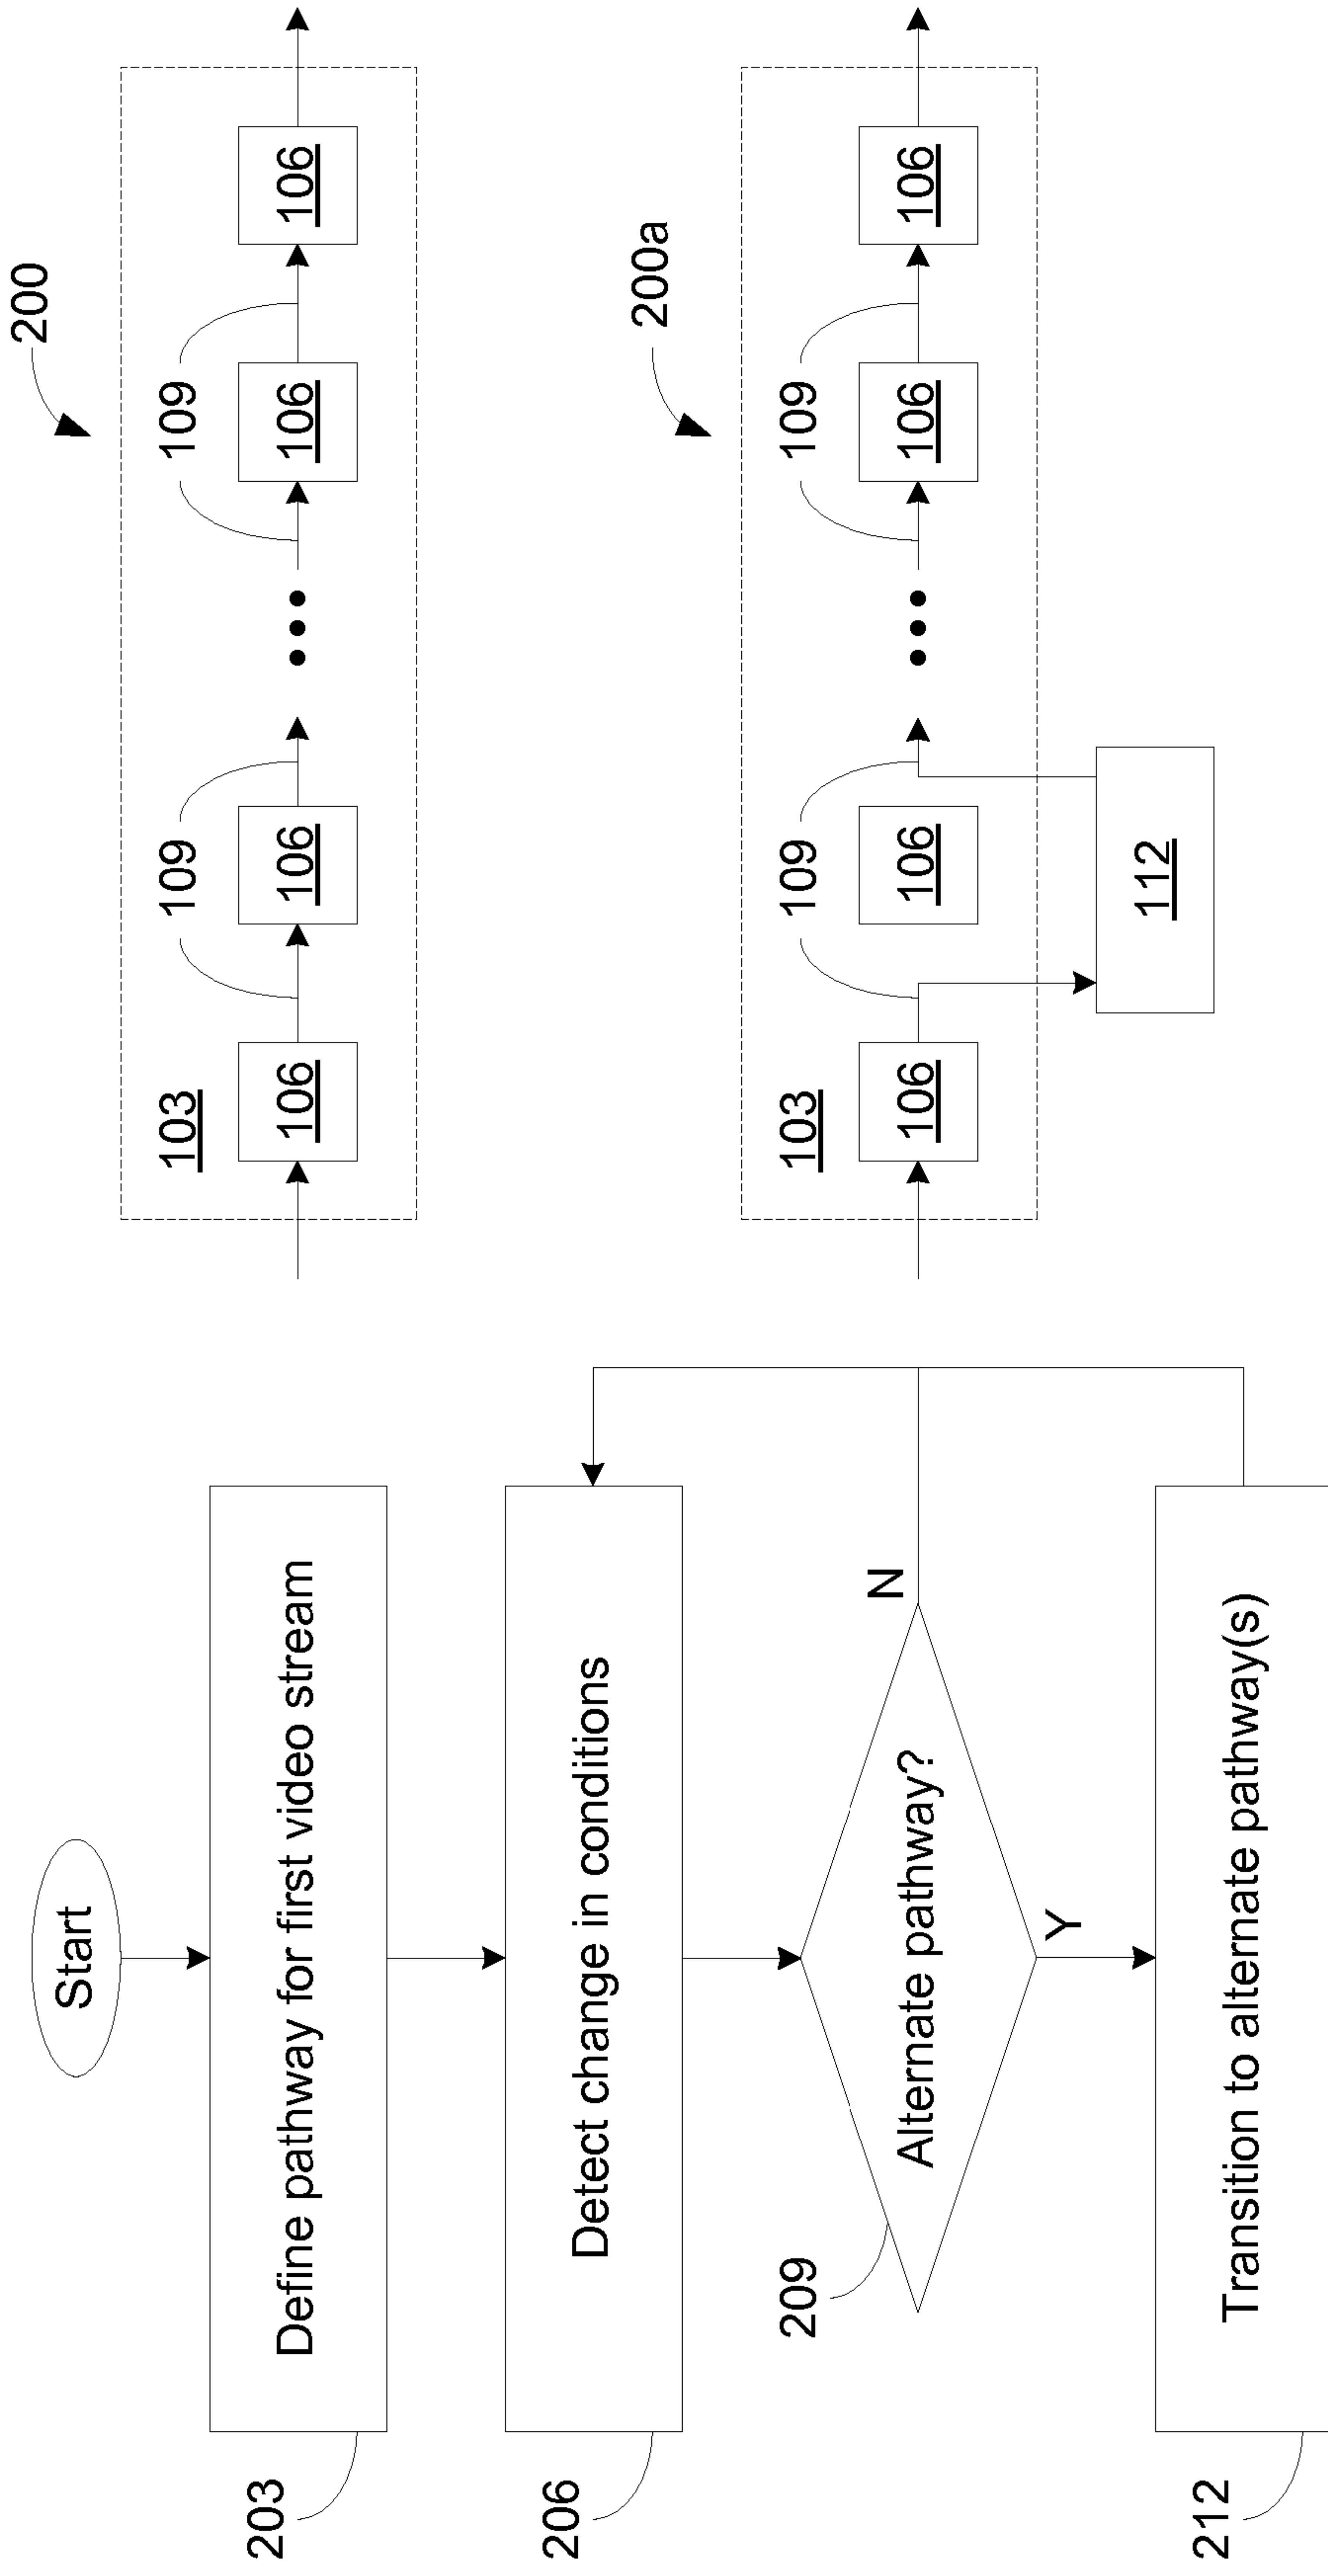 Start
203
Define pathway for first video stream
206
Detect change in conditions
209
Alternate pathway?
N
Y
212
Transition to alternate pathway(s)
200
103
109
109
106
106
106
106
200a
103
109
109
106
106
106
106
112